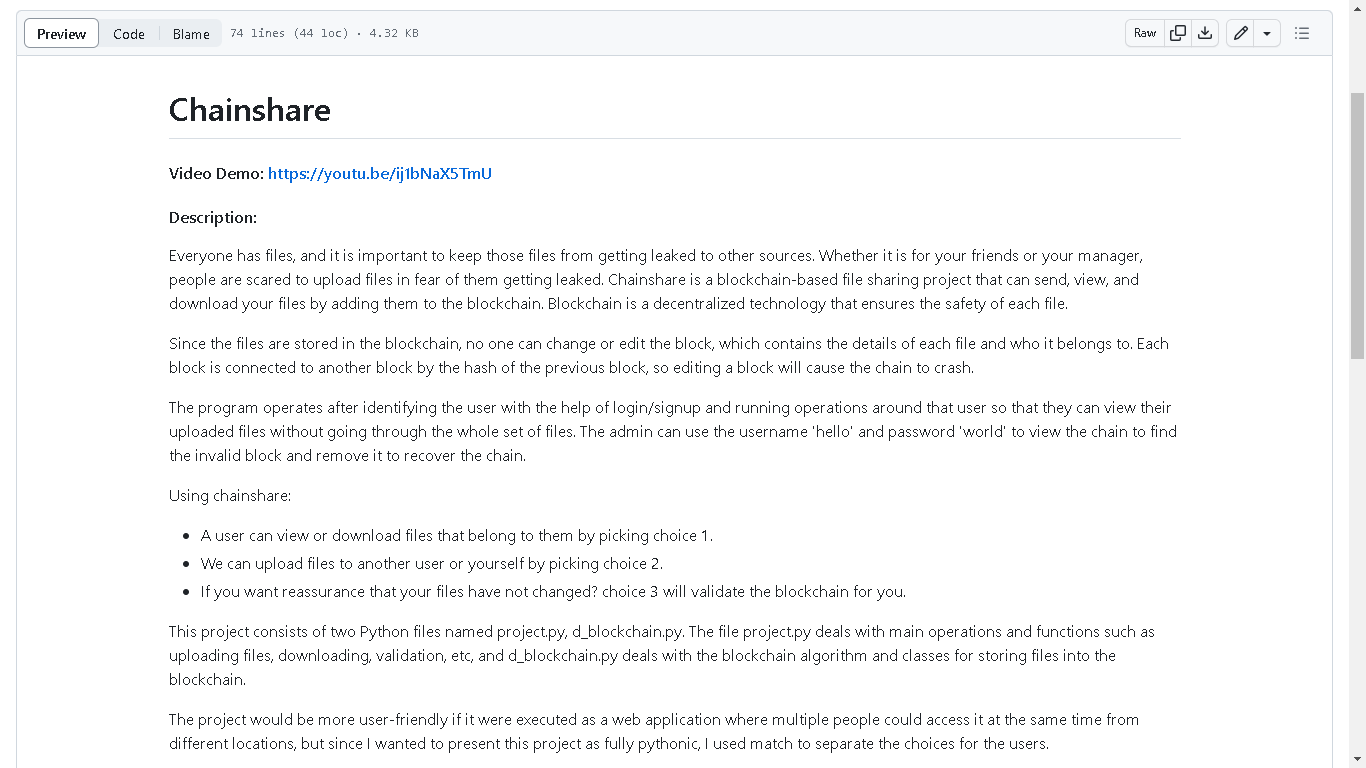 Preview Code Blame 74 lines (44 loc) · 4.32 KB Raw
Chainshare
Video Demo: https://youtu.be/ij1bNaX5TmU
Description:
Everyone has files, and it is important to keep those files from getting leaked to other sources. Whether it is for your friends or your manager,
people are scared to upload files in fear of them getting leaked. Chainshare is a blockchain-based file sharing project that can send, view, and
download your files by adding them to the blockchain. Blockchain is a decentralized technology that ensures the safety of each file.
Since the files are stored in the blockchain, no one can change or edit the block, which contains the details of each file and who it belongs to. Each
block is connected to another block by the hash of the previous block, so editing a block will cause the chain to crash.
The program operates after identifying the user with the help of login/signup and running operations around that user so that they can view their
uploaded files without going through the whole set of files. The admin can use the username 'hello' and password 'world' to view the chain to find
the invalid block and remove it to recover the chain.
Using chainshare:
• A user can view or download files that belong to them by picking choice 1.
• We can upload files to another user or yourself by picking choice 2.
• If you want reassurance that your files have not changed? choice 3 will validate the blockchain for you.
This project consists of two Python files named project.py, d_blockchain.py. The file project.py deals with main operations and functions such as
uploading files, downloading, validation, etc, and d_blockchain.py deals with the blockchain algorithm and classes for storing files into the
blockchain.
The project would be more user-friendly if it were executed as a web application where multiple people could access it at the same time from
different locations, but since I wanted to present this project as fully pythonic, I used match to separate the choices for the users.